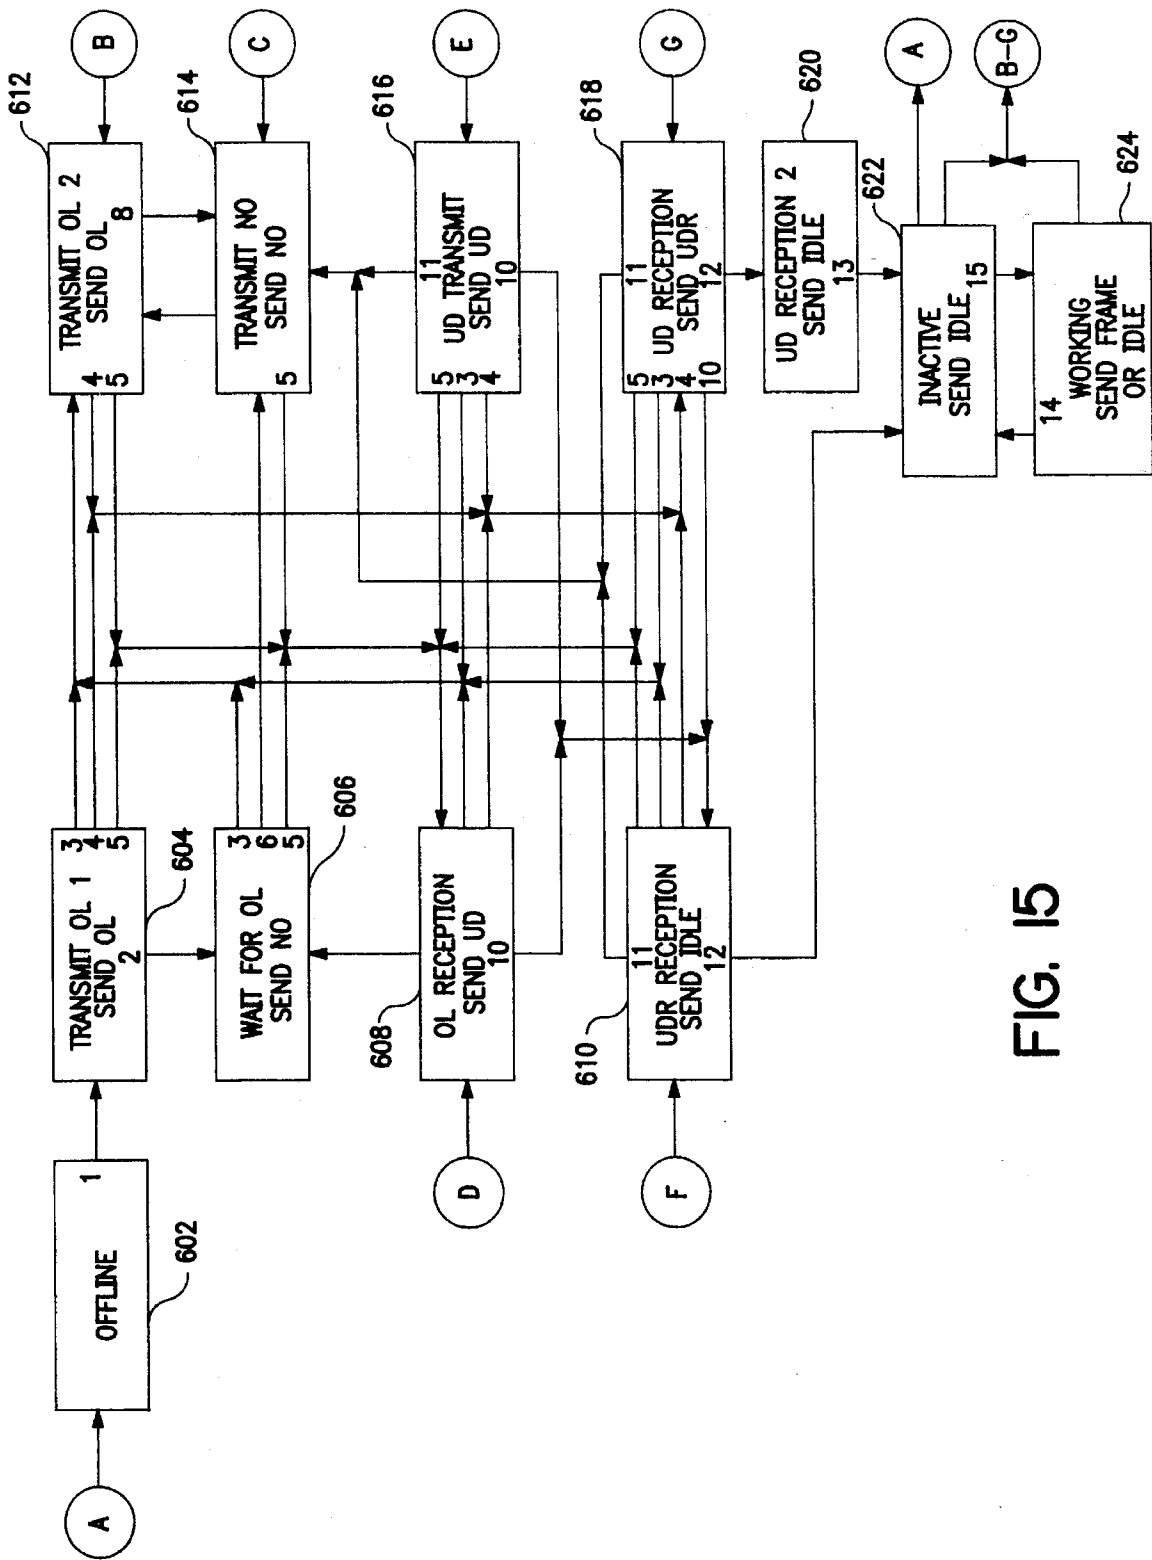 A
OFFLINE
1
602
TRANSMIT OL 1
SEND OL
2
3
4
5
604
WAIT FOR OL
SEND NO
3
6
5
606
D
OL RECEPTION
SEND UD
10
608
F
11
UDR RECEPTION
SEND IDLE
12
610
TRANSMIT OL 2
SEND OL
4
5
8
612
B
TRANSMIT NO
SEND NO
5
614
C
11
UD TRANSMIT
SEND UD
10
5
3
4
616
E
11
UD RECEPTION
SEND UDR
12
5
3
4
10
618
G
UD RECEPTION 2
SEND IDLE
13
620
INACTIVE
SEND IDLE
15
622
A
14
WORKING
SEND FRAME
OR IDLE
624
B-G
FIG. 15